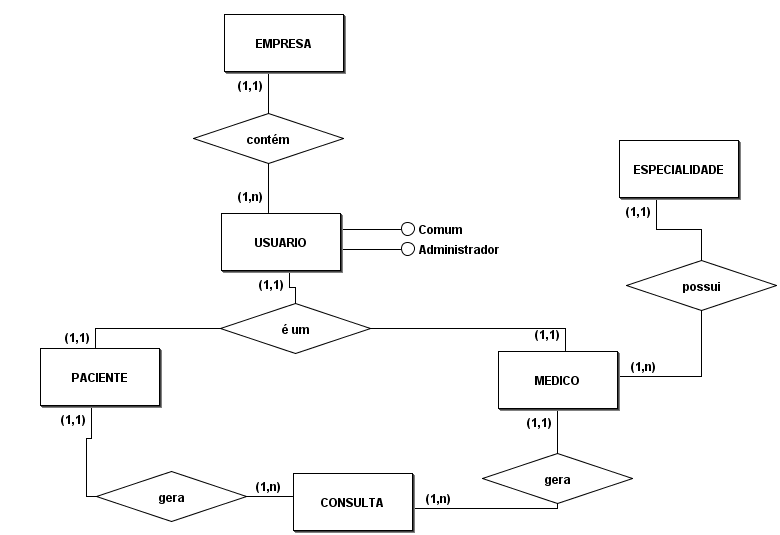 EMPRESA
(1,1)
contém
(1,n)
USUARIO
Comum
Administrador
(1,1)
é um
ESPECIALIDADE
(1,1)
possui
(1,n)
(1,1)
PACIENTE
(1,1)
(1,1)
MEDICO
(1,1)
gera
(1,n)
CONSULTA
(1,n)
gera